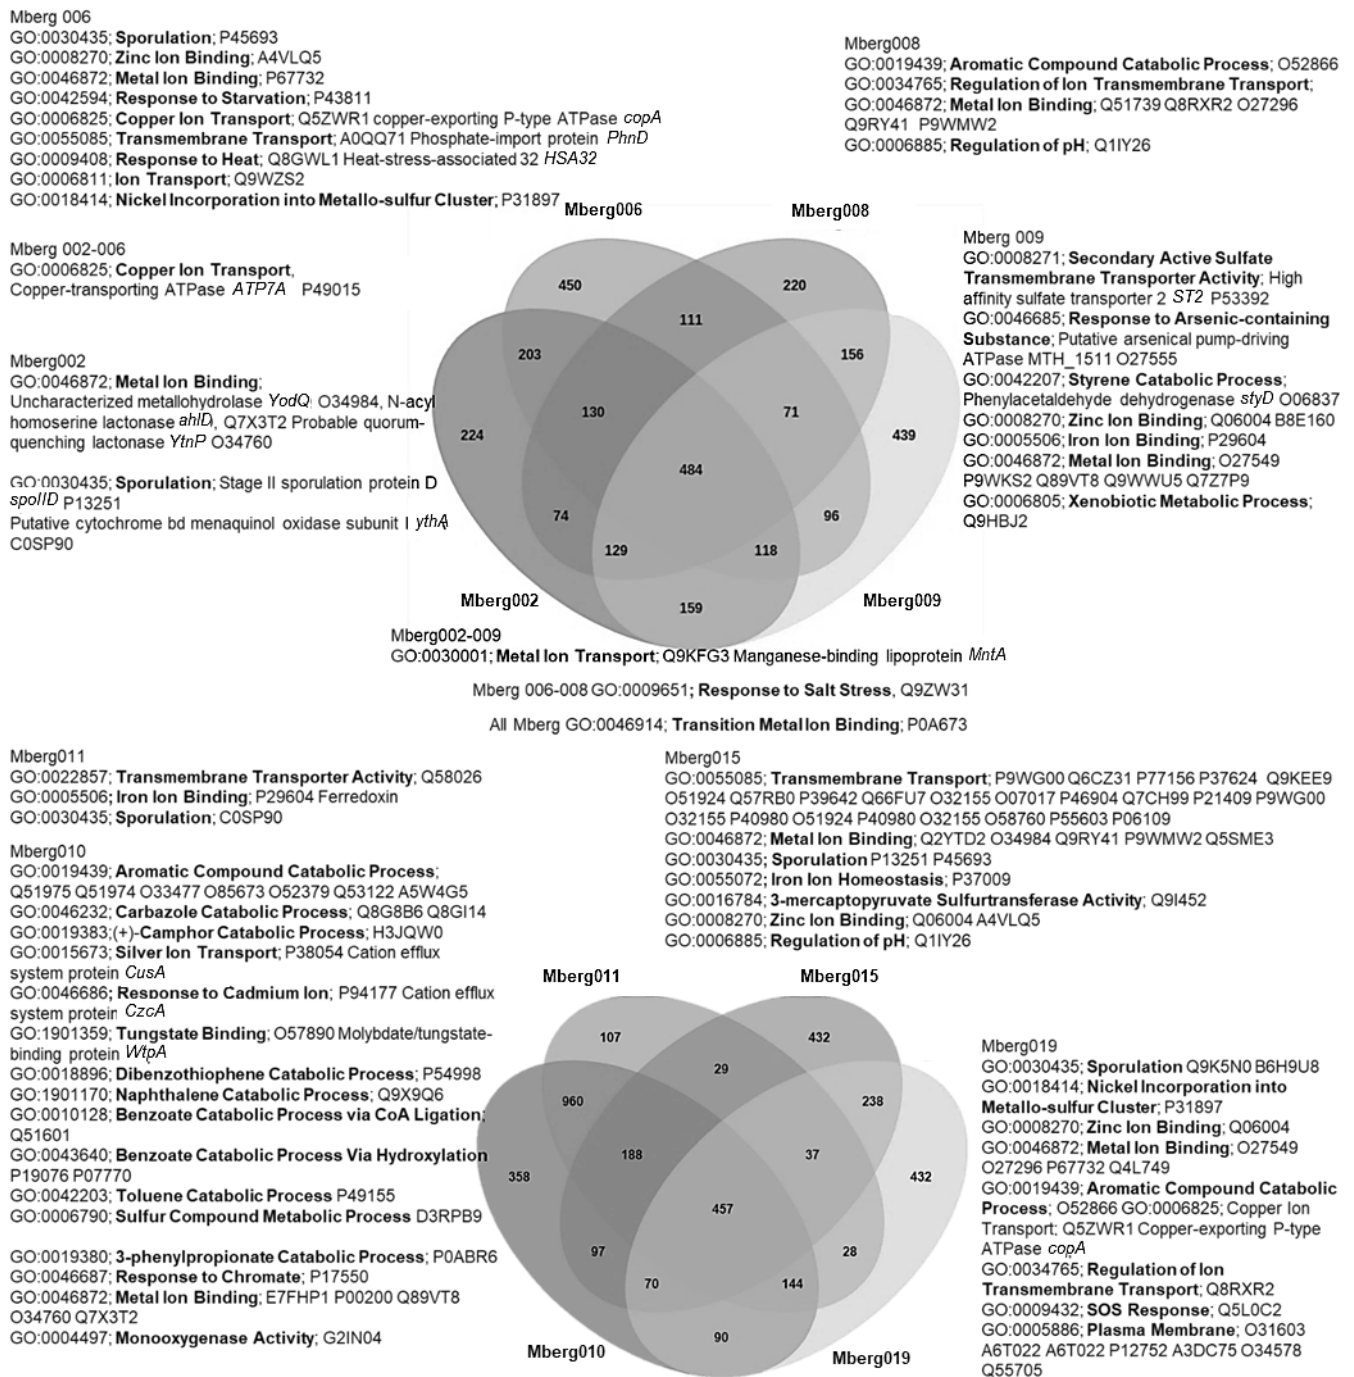 Mberg 006
GO:0030435; Sporulation; P45693
GO:0008270; Zinc Ion Binding; A4VLQ5
GO:0046872; Metal Ion Binding; P67732
GO:0042594; Response to Starvation; P43811
GO:0006825; Copper Ion Transport; Q5ZWR1 copper-exporting P-type ATPase copA
GO:0055085; Transmembrane Transport; A0QQ71 Phosphate-import protein PhnD
GO:0009408; Response to Heat; Q8GWL1 Heat-stress-associated 32 HSA32
GO:0006811; Ion Transport; Q9WZS2
GO:0018414; Nickel Incorporation into Metallo-sulfur Cluster; P31897
Mberg008
GO:0019439; Aromatic Compound Catabolic Process; O52866
GO:0034765; Regulation of Ion Transmembrane Transport;
GO:0046872; Metal Ion Binding; Q51739 Q8RXR2 O27296
Q9RY41 P9WMW2
GO:0006885; Regulation of pH; Q1IY26
Mberg 002-006
GO:0006825; Copper Ion Transport,
Copper-transporting ATPase ATP7A P49015
Mberg002
GO:0046872; Metal Ion Binding;
Uncharacterized metallohydrolase YodQ; O34984, N-acyl
homoserine lactonase ahlD, Q7X3T2 Probable quorum-
quenching lactonase YtnP O34760
GO:0030435; Sporulation; Stage II sporulation protein D
spoIID P13251
Putative cytochrome bd menaquinol oxidase subunit I ythA
C0SP90
Mberg006
Mberg008
450
220
111
203
156
130
71
224
439
484
74
96
129
118
159
Mberg002
Mberg009
Mberg 009
GO:0008271; Secondary Active Sulfate
Transmembrane Transporter Activity; High
affinity sulfate transporter 2 ST2 P53392
GO:0046685; Response to Arsenic-containing
Substance; Putative arsenical pump-driving
ATPase MTH_1511 O27555
GO:0042207; Styrene Catabolic Process;
Phenylacetaldehyde dehydrogenase styD O06837
GO:0008270; Zinc Ion Binding; Q06004 B8E160
GO:0005506; Iron Ion Binding; P29604
GO:0046872; Metal Ion Binding; O27549
P9WKS2 Q89VT8 Q9WWU5 Q7Z7P9
GO:0006805; Xenobiotic Metabolic Process;
Q9HBJ2
Mberg002-009
GO:0030001; Metal Ion Transport; Q9KFG3 Manganese-binding lipoprotein MntA
Mberg 006-008 GO:0009651; Response to Salt Stress, Q9ZW31
All Mberg GO:0046914; Transition Metal Ion Binding; P0A673
Mberg011
GO:0022857; Transmembrane Transporter Activity; Q58026
GO:0005506; Iron Ion Binding; P29604 Ferredoxin
GO:0030435; Sporulation; C0SP90
Mberg010
GO:0019439; Aromatic Compound Catabolic Process;
Q51975 Q51974 O33477 O85673 O52379 Q53122 A5W4G5
GO:0046232; Carbazole Catabolic Process; Q8G8B6 Q8GI14
GO:0019383;(+)-Camphor Catabolic Process; H3JQW0
GO:0015673; Silver Ion Transport; P38054 Cation efflux
system protein CusA
GO:0046686; Response to Cadmium Ion; P94177 Cation efflux
system protein CzcA
GO:1901359; Tungstate Binding; O57890 Molybdate/tungstate-
binding protein WtpA
GO:0018896; Dibenzothiophene Catabolic Process; P54998
GO:1901170; Naphthalene Catabolic Process; Q9X9Q6
GO:0010128; Benzoate Catabolic Process via CoA Ligation;
Q51601
GO:0043640; Benzoate Catabolic Process Via Hydroxylation
P19076 P07770
GO:0042203; Toluene Catabolic Process P49155
GO:0006790; Sulfur Compound Metabolic Process D3RPB9
GO:0019380; 3-phenylpropionate Catabolic Process; P0ABR6
GO:0046687; Response to Chromate; P17550
GO:0046872; Metal Ion Binding; E7FHP1 P00200 Q89VT8
O34760 Q7X3T2
GO:0004497; Monooxygenase Activity; G2IN04
Mberg015
GO:0055085; Transmembrane Transport; P9WG00 Q6CZ31 P77156 P37624 Q9KEE9
O51924 Q57RB0 P39642 Q66FU7 O32155 O07017 P46904 Q7CH99 P21409 P9WG00
O32155 P40980 O51924 P40980 O32155 O58760 P55603 P06109
GO:0046872; Metal Ion Binding; Q2YTD2 O34984 Q9RY41 P9WMW2 Q5SME3
GO:0030435; Sporulation P13251 P45693
GO:0055072; Iron Ion Homeostasis; P37009
GO:0016784; 3-mercaptopyruvate Sulfurtransferase Activity; Q9I452
GO:0008270; Zinc Ion Binding; Q06004 A4VLQ5
GO:0006885; Regulation of pH; Q1IY26
Mberg011
Mberg015
107
432
29
960
238
188
37
358
432
457
97
28
70
144
90
Mberg010
Mberg019
Mberg019
GO:0030435; Sporulation Q9K5N0 B6H9U8
GO:0018414; Nickel Incorporation into
Metallo-sulfur Cluster; P31897
GO:0008270; Zinc Ion Binding; Q06004
GO:0046872; Metal Ion Binding; O27549
O27296 P67732 Q4L749
GO:0019439; Aromatic Compound Catabolic
Process; O52866 GO:0006825; Copper Ion
Transport; Q5ZWR1 Copper-exporting P-type
ATPase copA
GO:0034765; Regulation of Ion
Transmembrane Transport; Q8RXR2
GO:0009432; SOS Response; Q5L0C2
GO:0005886; Plasma Membrane; O31603
A6T022 A6T022 P12752 A3DC75 O34578
Q55705